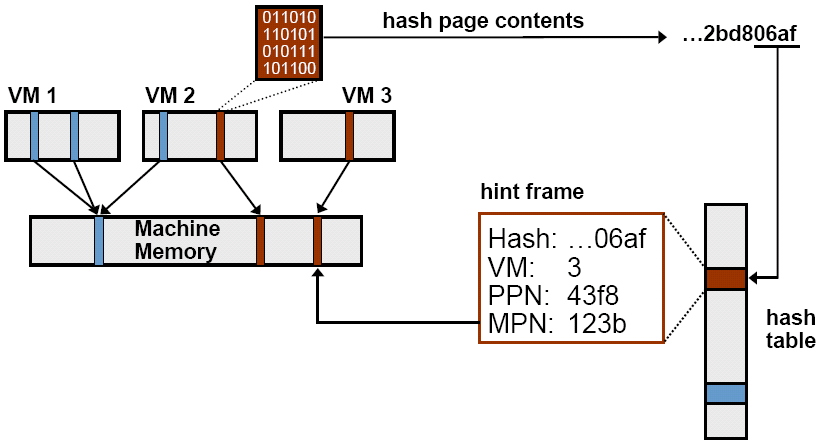 011010
110101
010111
101100
hash page contents
...2bd806af
VM 1
VM 2
VM 3
Machine
Memory
hint frame
Hash: ...06af
VM: 3
PPN: 43f8
MPN: 123b
hash
table